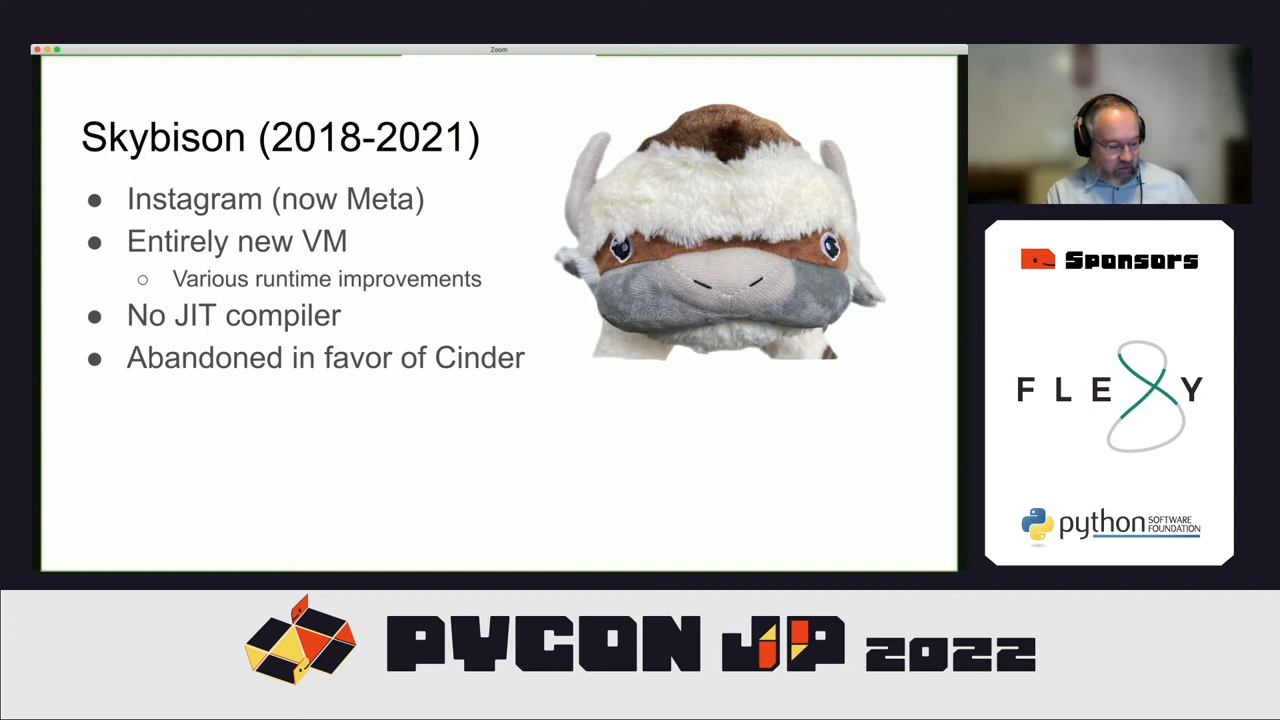 Zoom
Skybison (2018-2021)
● Instagram (now Meta)
● Entirely new VM
○ Various runtime improvements
● No JIT compiler
● Abandoned in favor of Cinder
Sponsors
FLEXY
python SOFTWARE
FOUNDATION
PYCON JP 2022